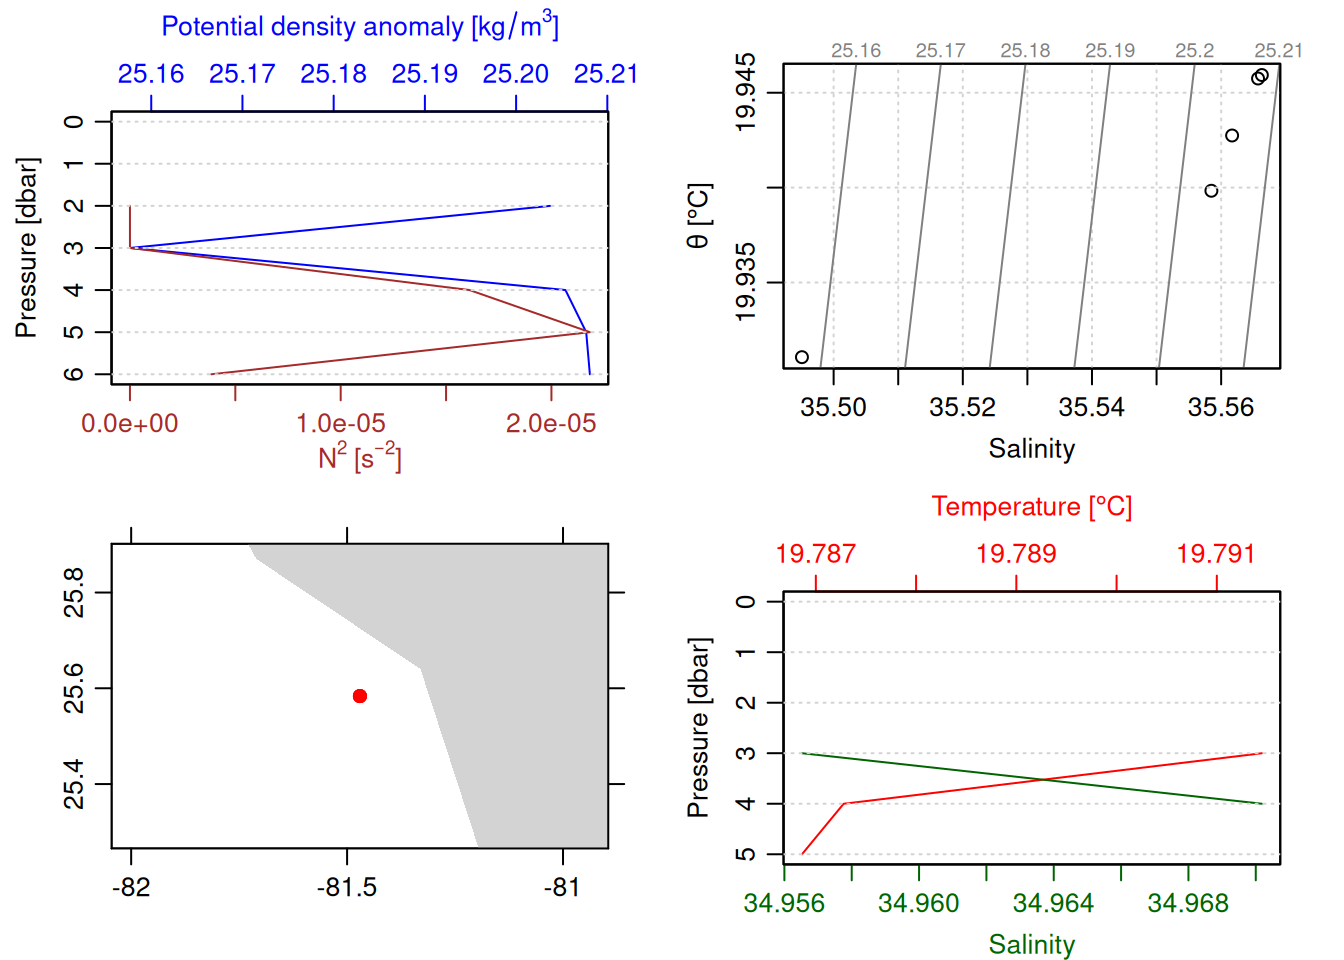 Potential density anomaly [kg/m3]
25.16 25.17 25.18 25.19 25.20 25.21
0
1
2
3
4
5
6
Pressure [dbar]
0.0e+00 1.0e-05 2.0e-05
N2 [s−2]
25.16 25.17 25.18 25.19 25.2 25.21
19.945
19.935
θ [°C]
35.50 35.52 35.54 35.56
Salinity
25.8
25.6
25.4
-82 -81.5 -81
Temperature [°C]
19.787 19.789 19.791
0
1
2
3
4
5
Pressure [dbar]
34.956 34.960 34.964 34.968
Salinity